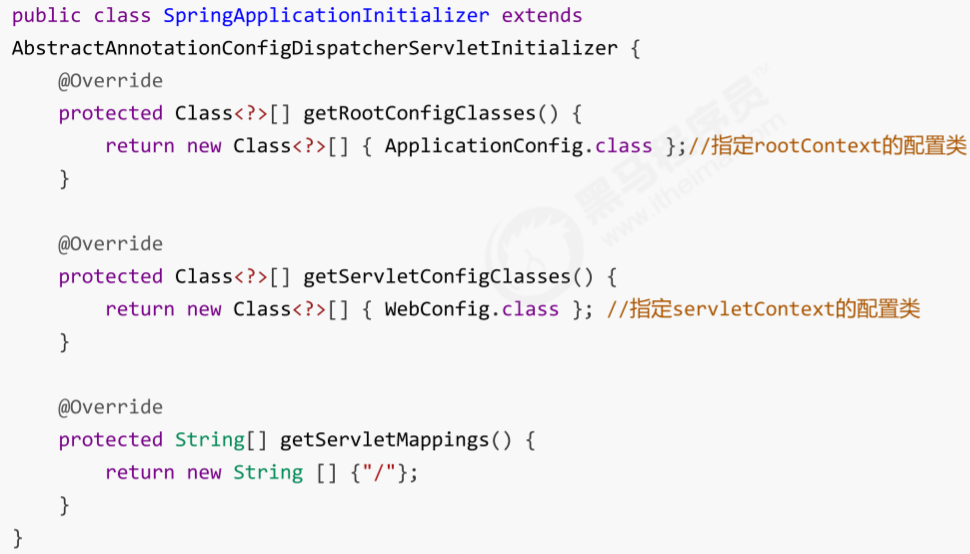 public class SpringApplicationInitializer extends
AbstractAnnotationConfigDispatcherServletInitializer {
    @Override
    protected Class<?>[] getRootConfigClasses() {
        return new Class<?>[] { ApplicationConfig.class };//指定rootContext的配置类
    }

    @Override
    protected Class<?>[] getServletConfigClasses() {
        return new Class<?>[] { WebConfig.class }; //指定servletContext的配置类
    }

    @Override
    protected String[] getServletMappings() {
        return new String [] {"/"};
    }
}
黑马程序员™
www.itheima.com